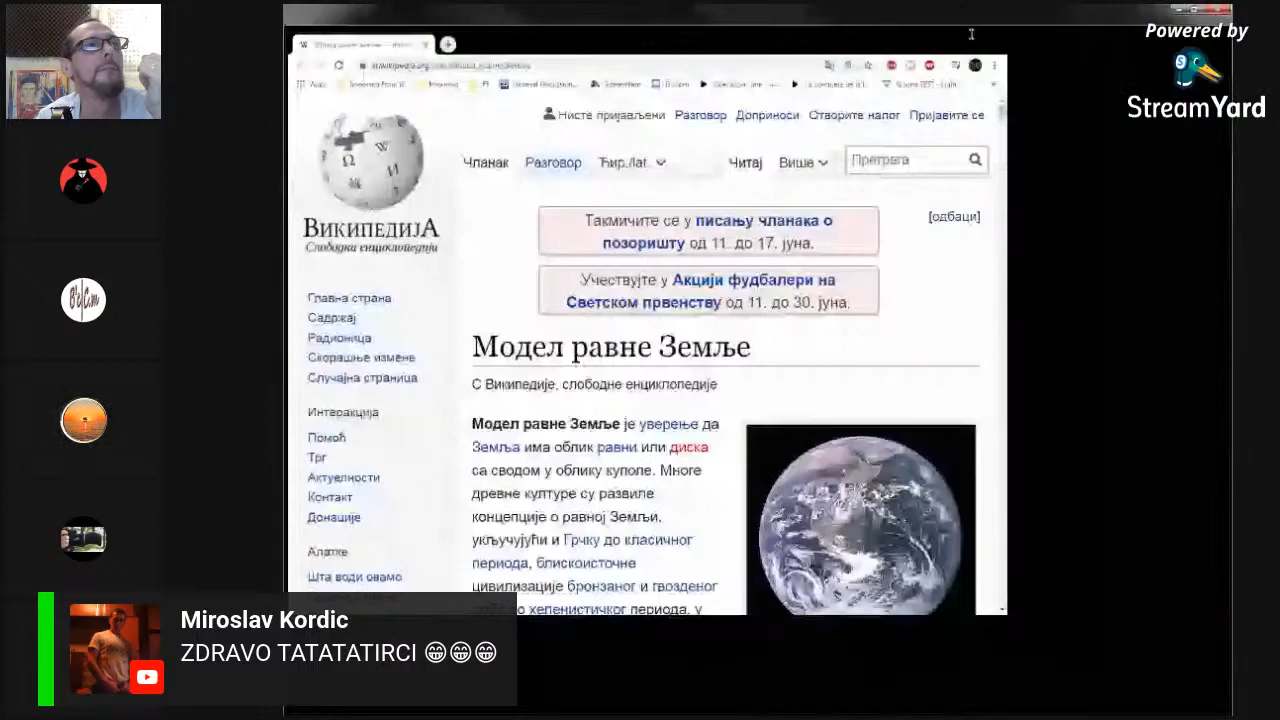 Powered by
StreamYard
Нисте пријављени Разговор Доприноси Отворите налог Пријавите се
Чланак Разговор Ћир./lat. Читај Више Претрага
ВИКИПЕДИЈА
Слободна енциклопедија
Такмичите се у писању чланака о
позоришту од 11. до 17. јуна.
[одбаци]
Учествујте у Акцији фудбалери на
Светском првенству од 11. до 30. јуна.
Главна страна
Садржај
Радионица
Скорашње измене
Случајна страница
Интеракција
Помоћ
Трг
Актуелности
Контакт
Донације
Алатке
Шта води овамо
Модел равне Земље
С Википедије, слободне енциклопедије
Модел равне Земље је уверење да
Земља има облик равни или диска
са сводом у облику куполе. Многе
древне културе су развиле
концепције о равној Земљи,
укључујући и Грчку до класичног
периода, блискоисточне
цивилизације бронзаног и гвозденог
хеленистичког периода, у
Miroslav Kordic
ZDRAVO TATATATIRCI 😁😁😁